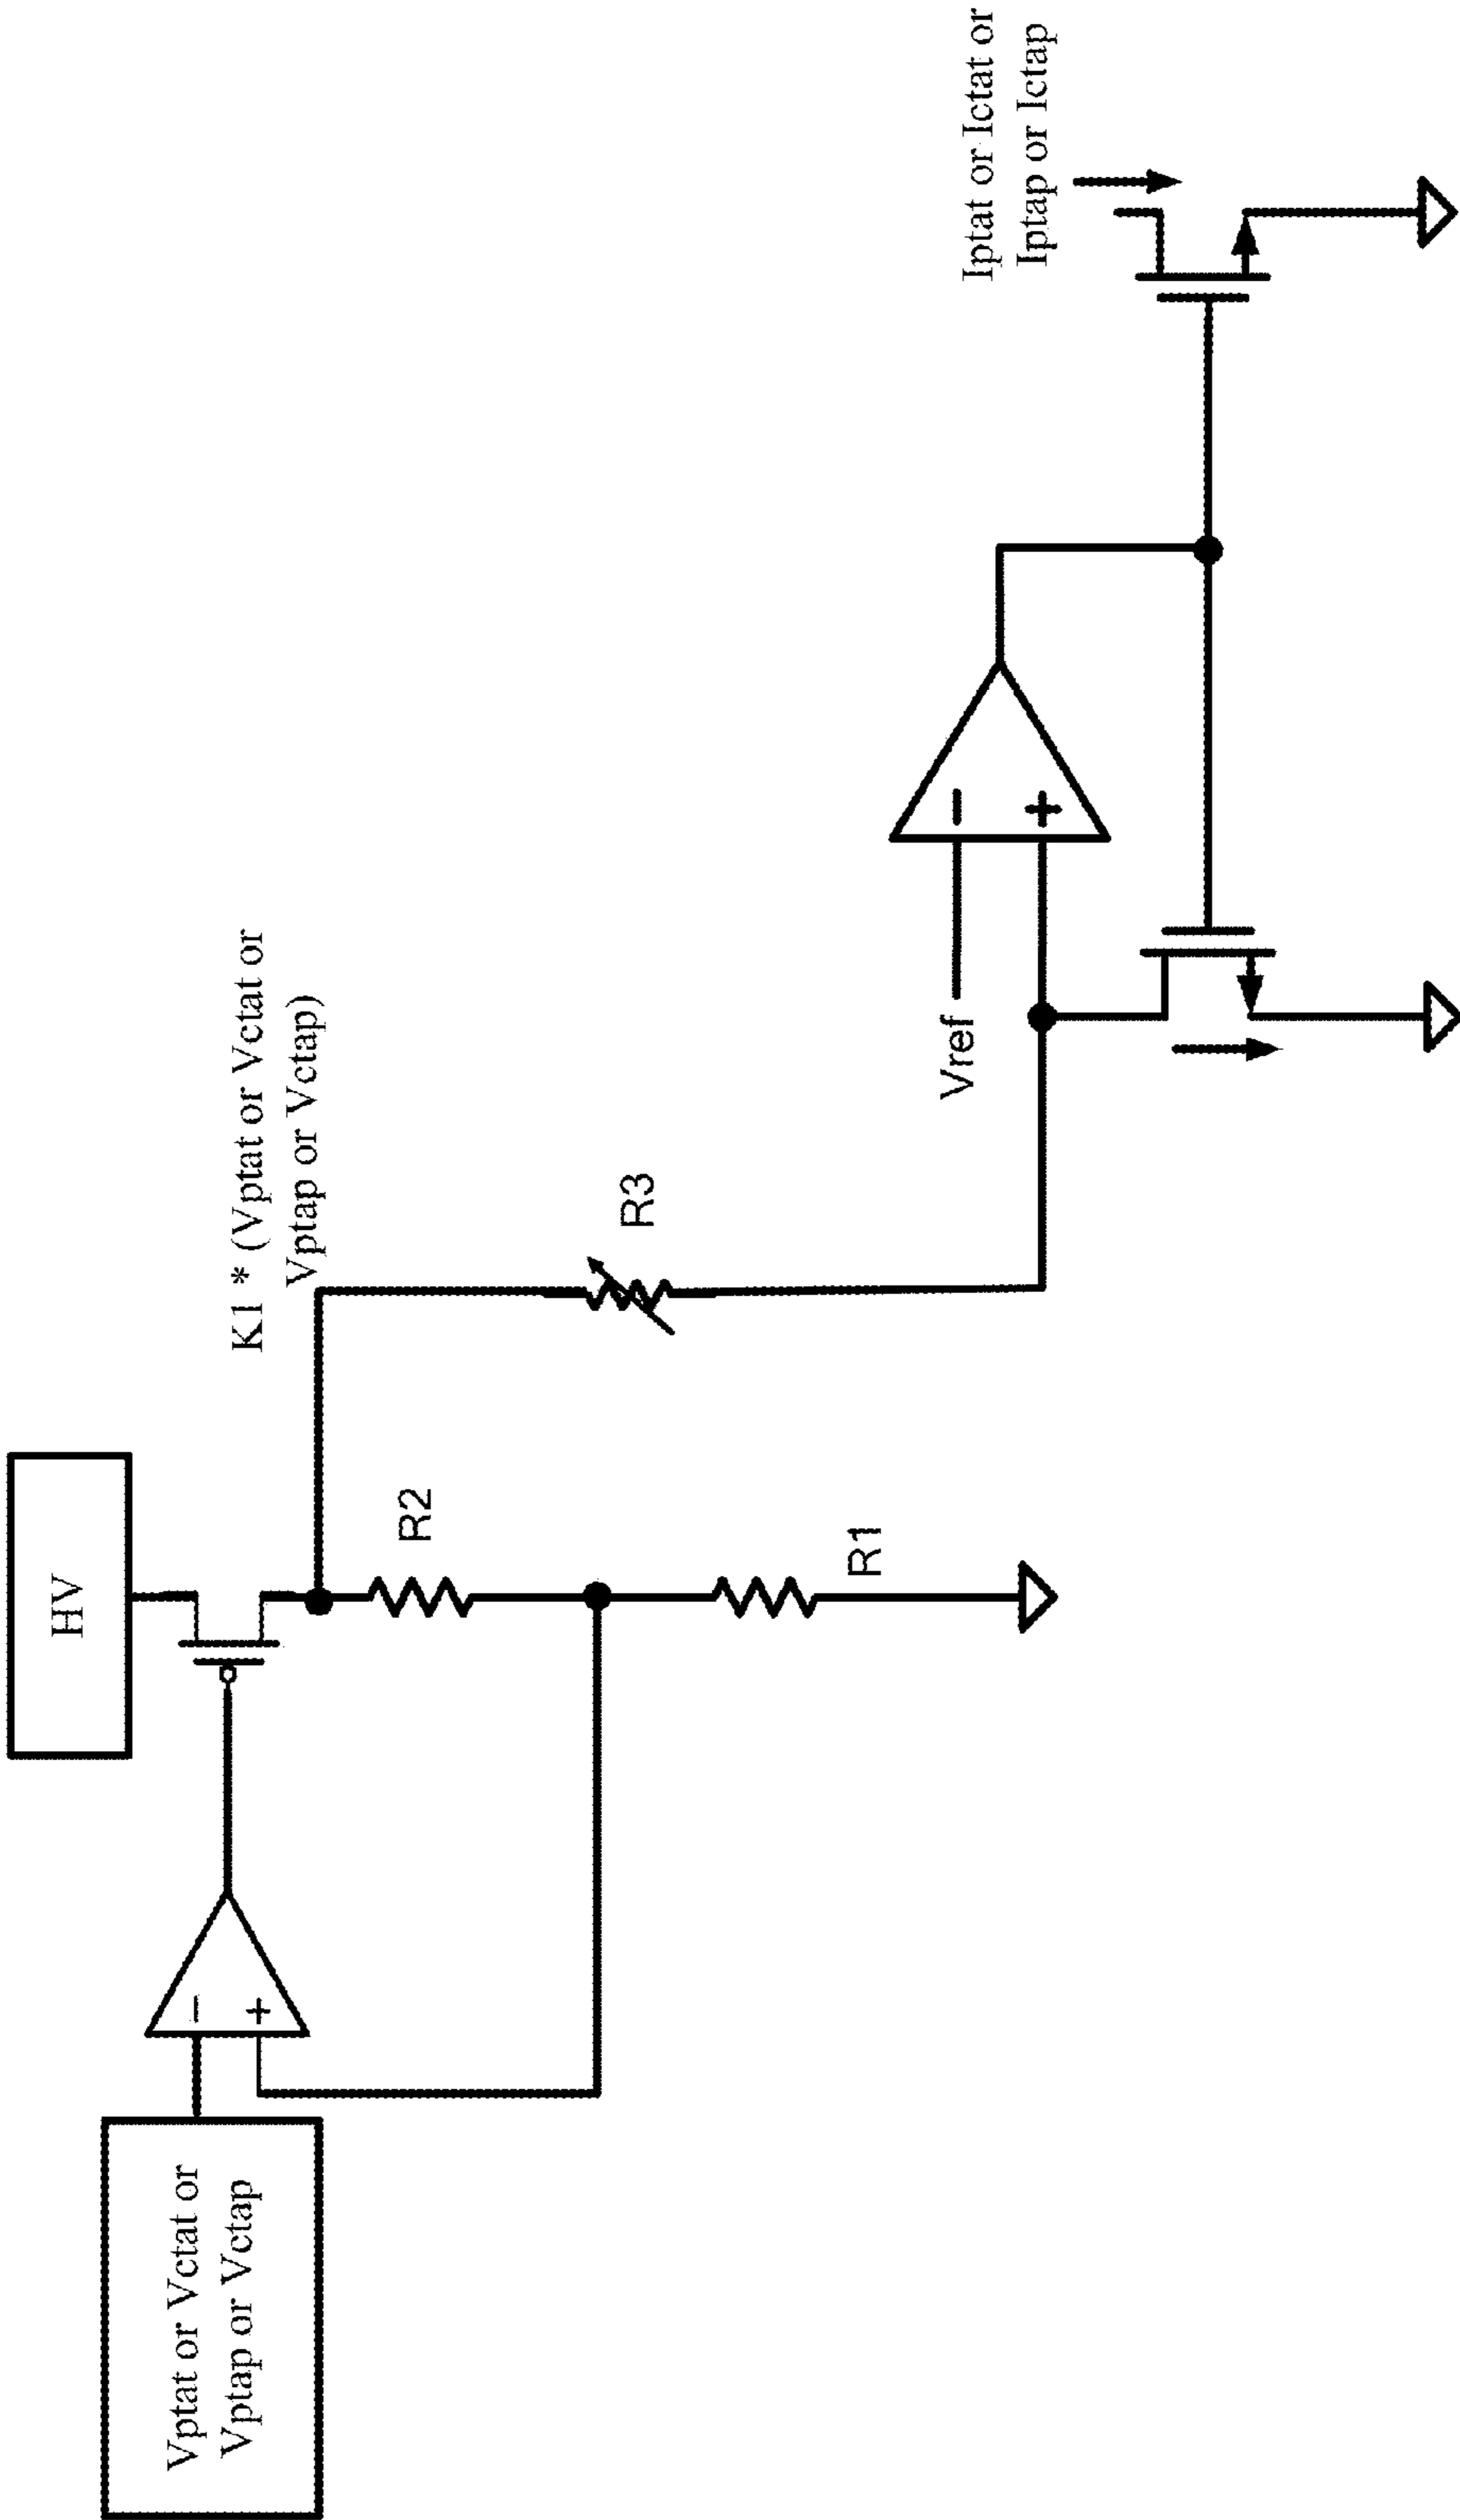 Vptat or Vctat or
Vptap or Vctap
−
+
HV
R2
R1
K1 * (Vptat or Vctat or
Vptap or Vctap)
R3
Vref
−
+
Iptat or Ictat or
Iptap or Ictap